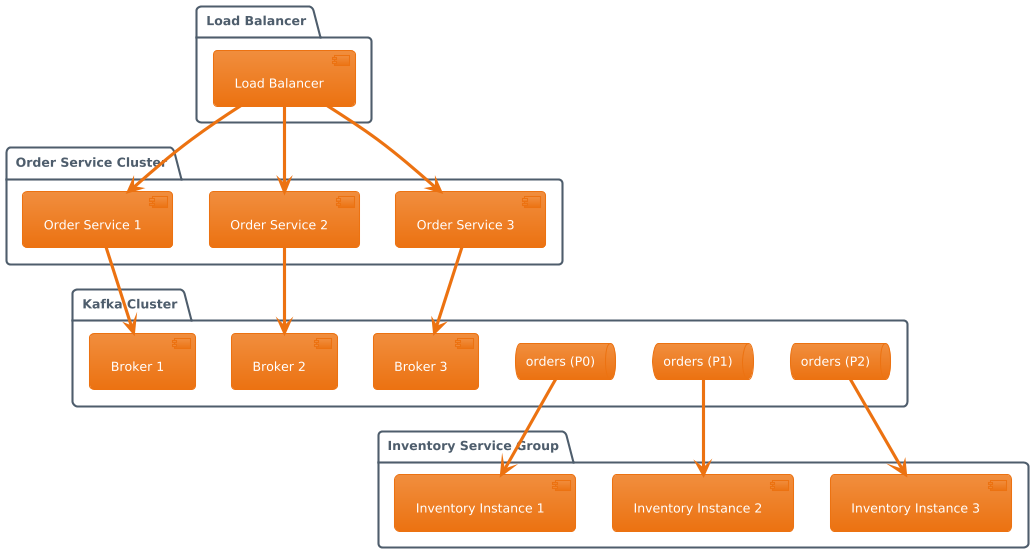 Load Balancer
Load Balancer
Order Service Cluster
Order Service 1
Order Service 2
Order Service 3
Kafka Cluster
Broker 1
Broker 2
Broker 3
orders (P0)
orders (P1)
orders (P2)
Inventory Service Group
Inventory Instance 1
Inventory Instance 2
Inventory Instance 3